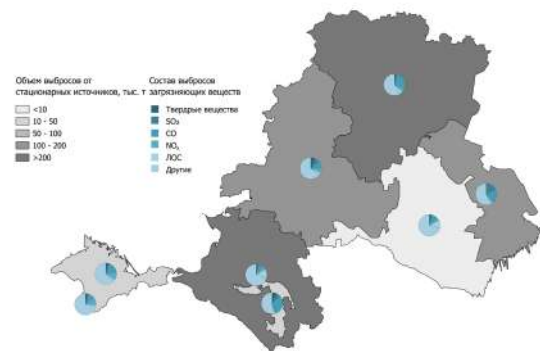 Объем выбросов от
стационарных источников, тыс. т
<10
10 - 50
50 - 100
100 - 200
>200
Состав выбросов
загрязняющих веществ
Твердрые вещества
SO₂
CO
NOₓ
ЛОС
Другие